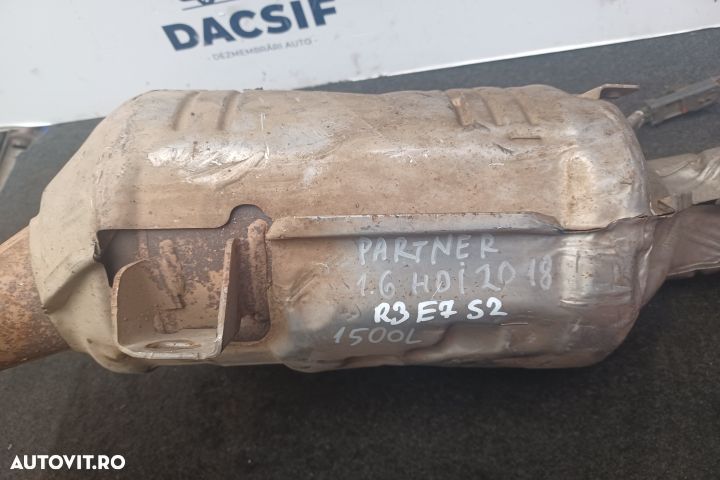 DACSIF
- DEZMEMBRĂRI AUTO -
PARTNER
1.6 HDI 2018
R3 E7 S2
1500L
AUTOVIT.RO